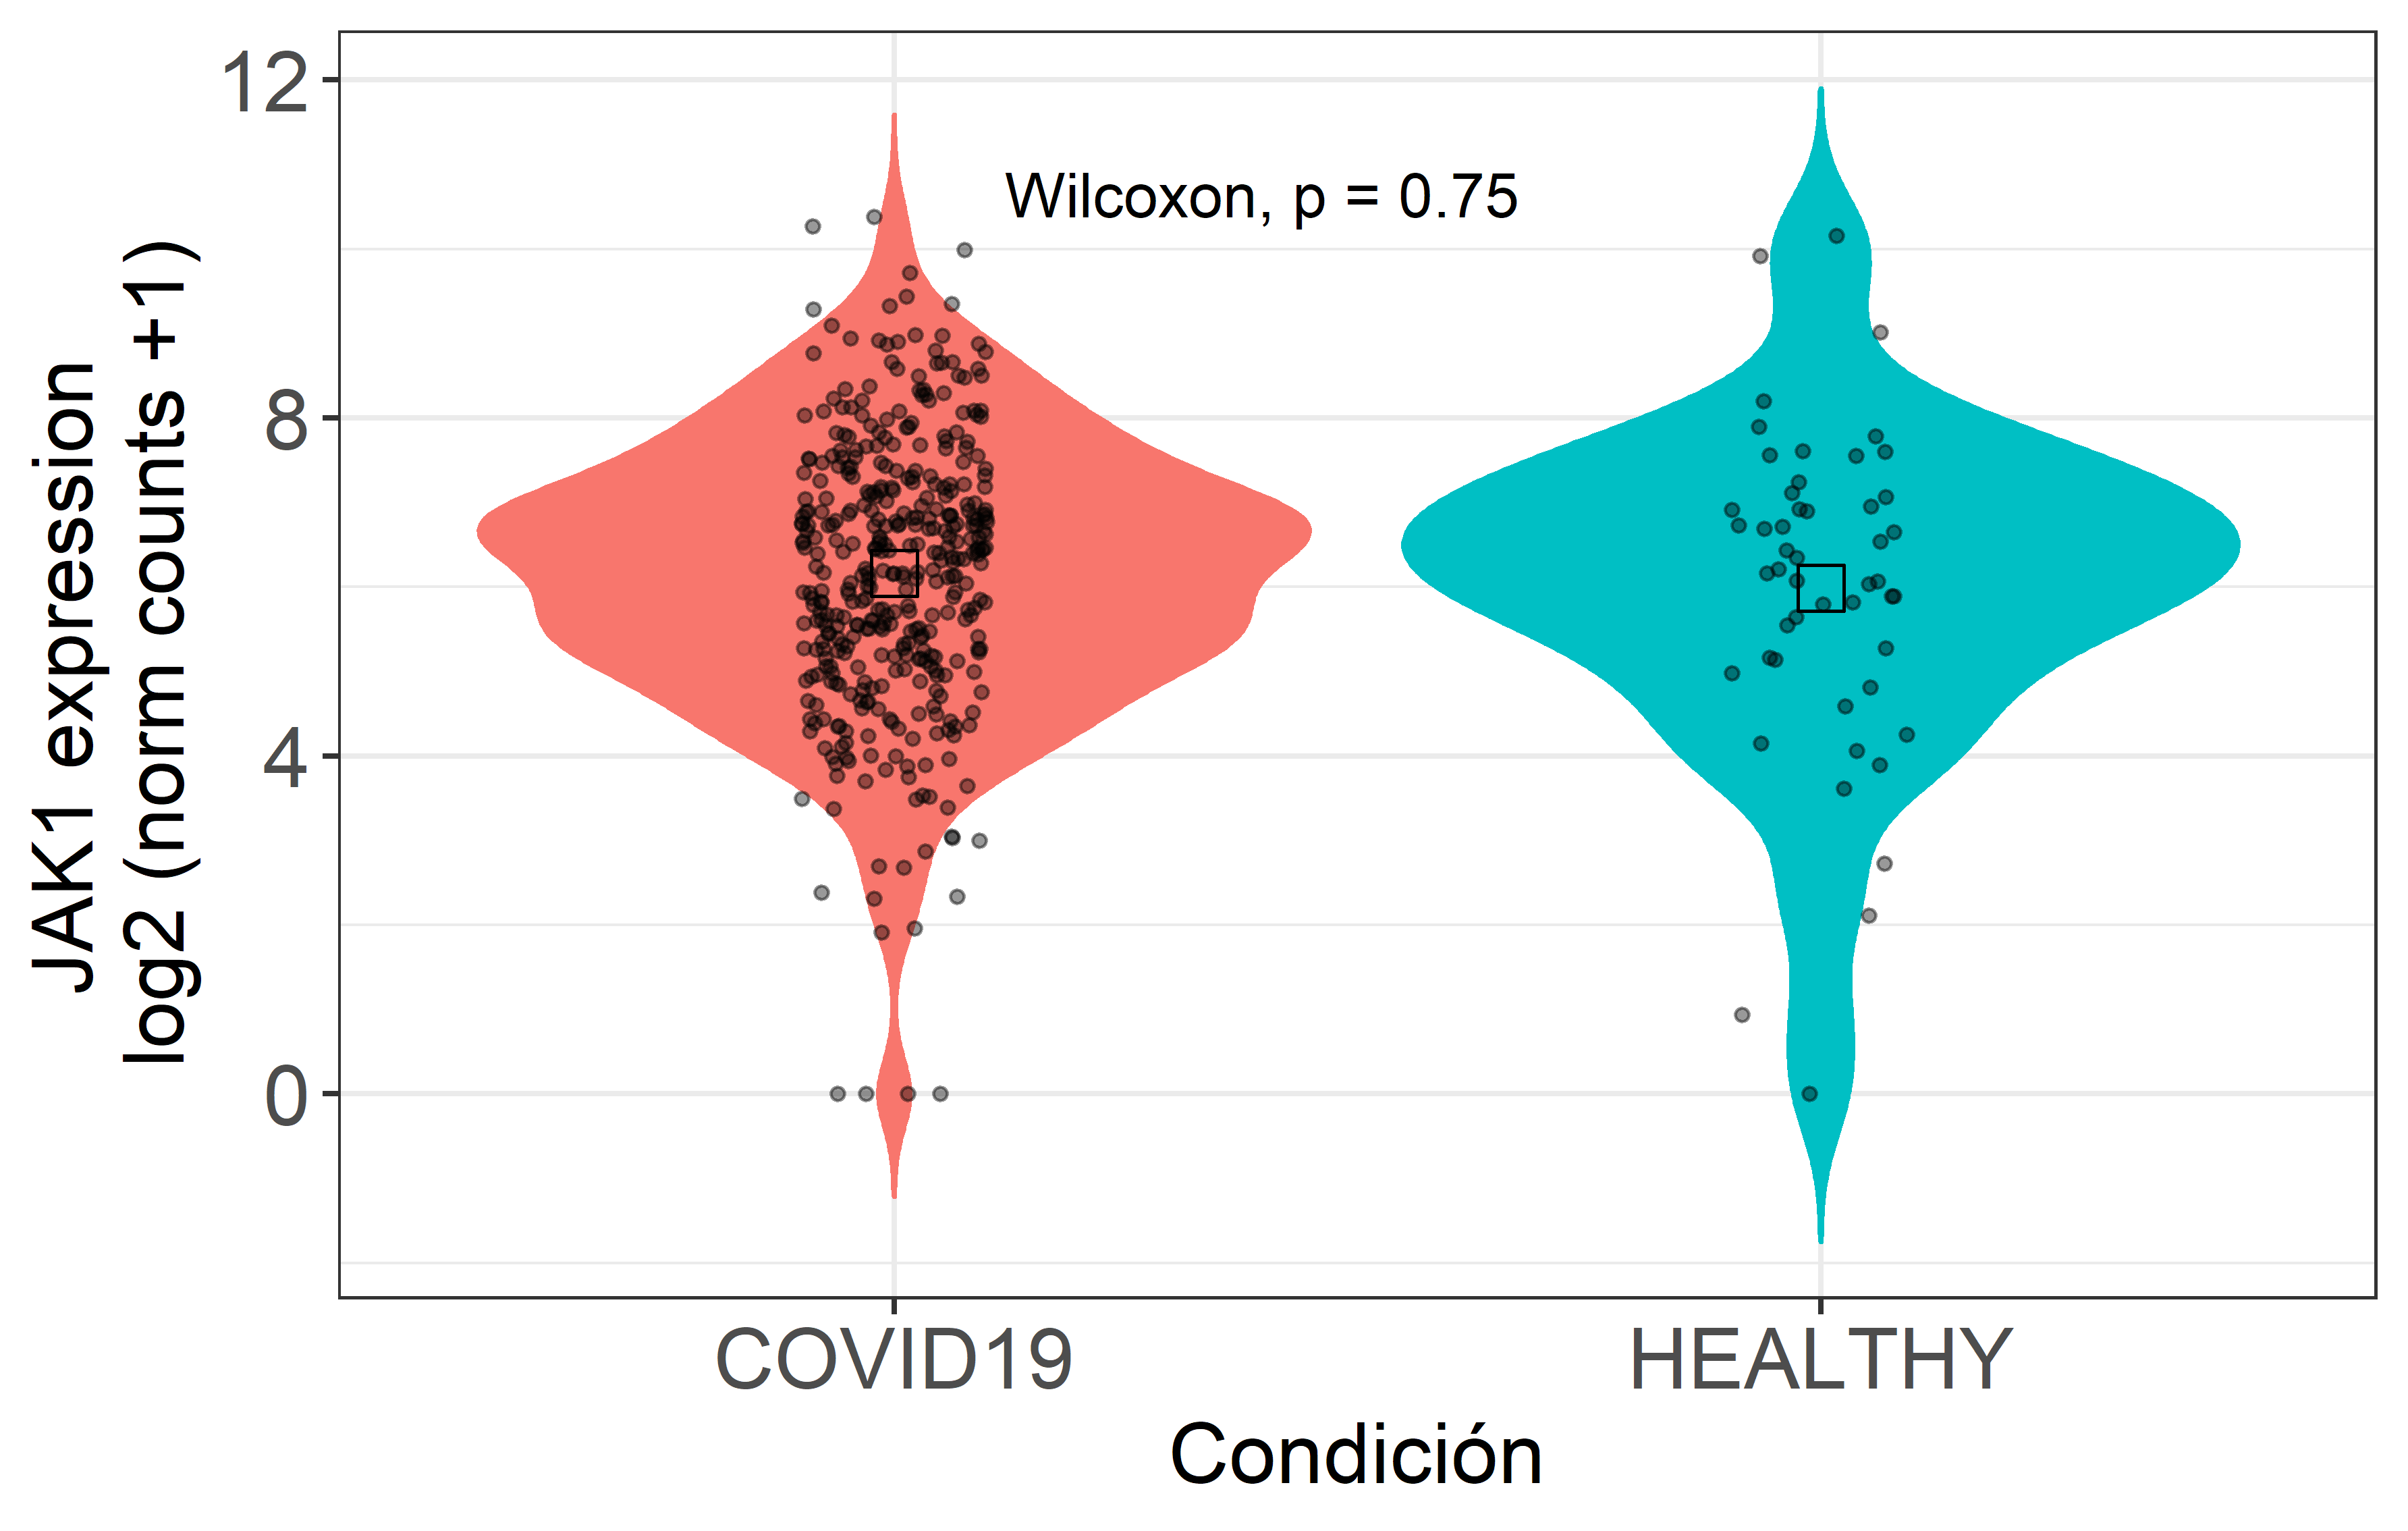 JAK1 expression
log2 (norm counts +1)
12
8
4
0
Wilcoxon, p = 0.75
COVID19
HEALTHY
Condición